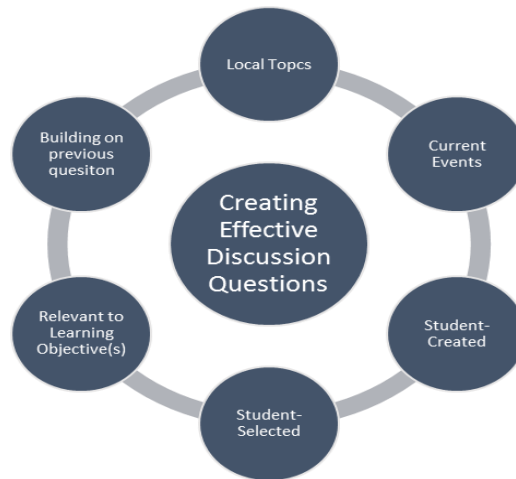 Local Topcs
Current
Events
Student-
Created
Student-
Selected
Relevant to
Learning
Objective(s)
Building on
previous
quesiton
Creating
Effective
Discussion
Questions